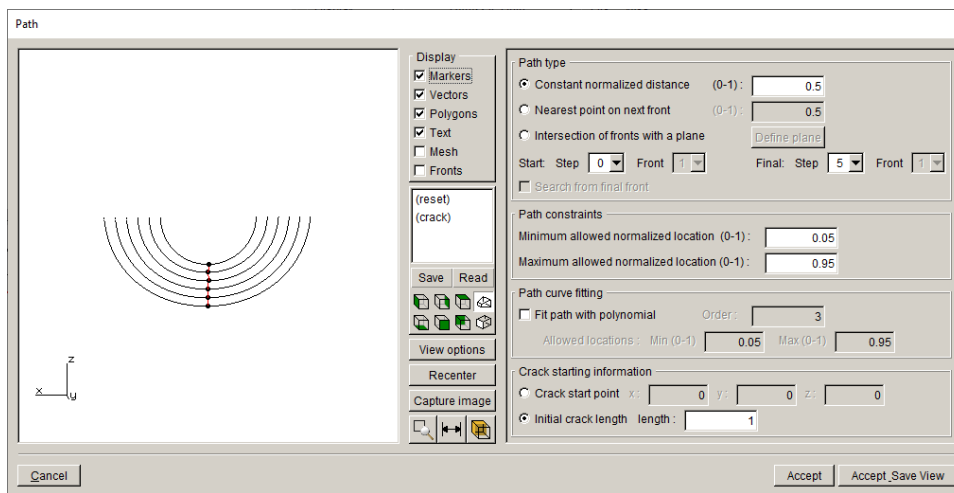 Path
Display
Markers
Vectors
Polygons
Text
Mesh
Fronts
(reset)
(crack)
Save Read
View options
Recenter
Capture image
z
x
y
Path type
Constant normalized distance (0-1) : 0.5
Nearest point on next front (0-1) : 0.5
Intersection of fronts with a plane Define plane
Start: Step 0 Front 1 Final: Step 5 Front 1
Search from final front
Path constraints
Minimum allowed normalized location (0-1) : 0.05
Maximum allowed normalized location (0-1) : 0.95
Path curve fitting
Fit path with polynomial Order : 3
Allowed locations : Min (0-1) 0.05 Max (0-1) 0.95
Crack starting information
Crack start point x : 0 y : 0 z : 0
Initial crack length length : 1
Cancel Accept Accept_Save View